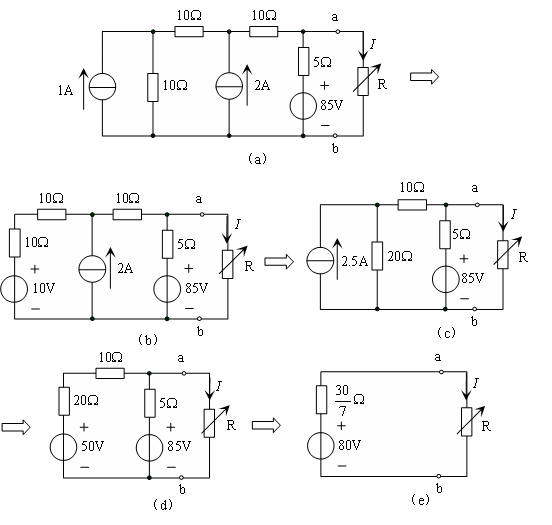 10Ω 10Ω a
I
1A 10Ω 2A 5Ω + 85V − R
b
(a)
10Ω 10Ω a
I
10Ω + 10V − 2A 5Ω + 85V − R
b
(b)
10Ω a
I
2.5A 20Ω 5Ω + 85V − R
b
(c)
10Ω a
I
20Ω + 50V − 5Ω + 85V − R
b
(d)
a
I
30
7 Ω
+ 80V − R
b
(e)